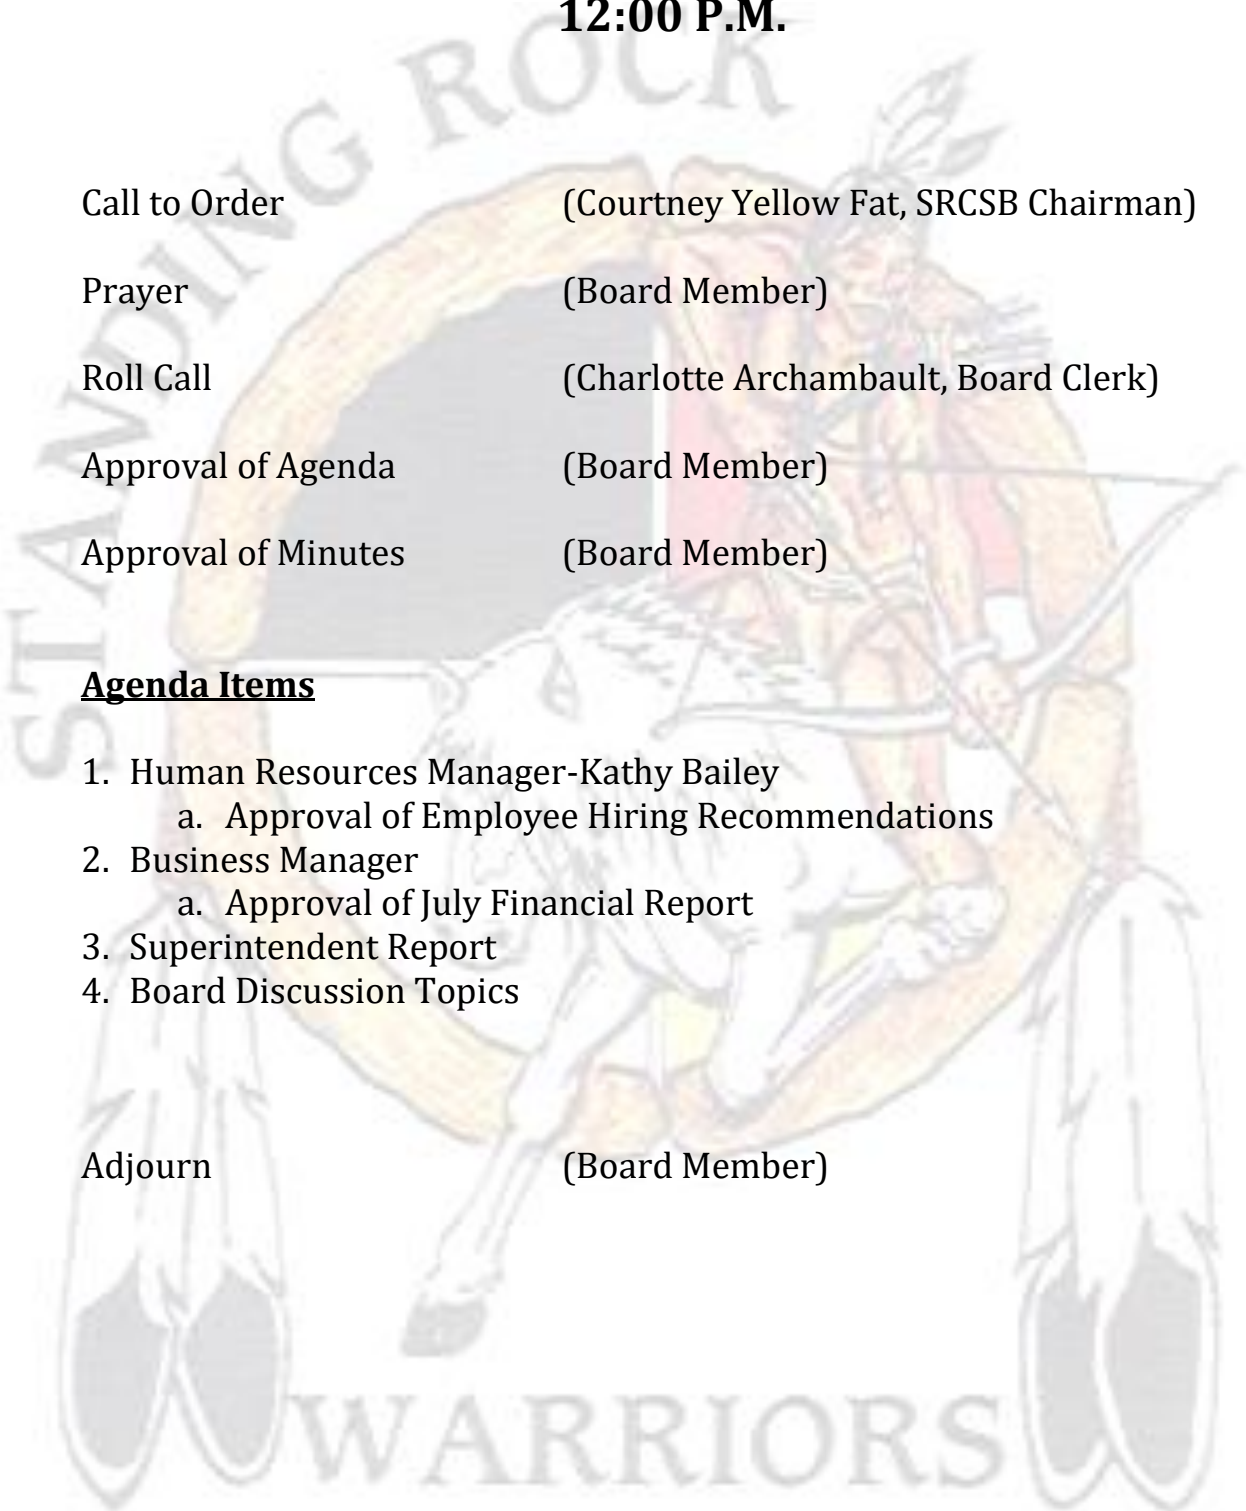 12:00 P.M.
STANDING ROCK
Call to Order (Courtney Yellow Fat, SRCSB Chairman)
Prayer (Board Member)
Roll Call (Charlotte Archambault, Board Clerk)
Approval of Agenda (Board Member)
Approval of Minutes (Board Member)
Agenda Items
1. Human Resources Manager-Kathy Bailey
a. Approval of Employee Hiring Recommendations
2. Business Manager
a. Approval of July Financial Report
3. Superintendent Report
4. Board Discussion Topics
Adjourn (Board Member)
WARRIORS